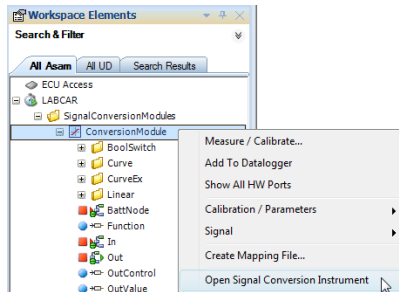 Workspace Elements
Search & Filter
All Asam All UD Search Results
ECU Access
LABCAR
SignalConversionModules
ConversionModule
BoolSwitch
Curve
CurveEx
Linear
BattNode
Function
In
Out
OutControl
OutValue
Measure / Calibrate...
Add To Datalogger
Show All HW Ports
Calibration / Parameters
Signal
Create Mapping File...
Open Signal Conversion Instrument